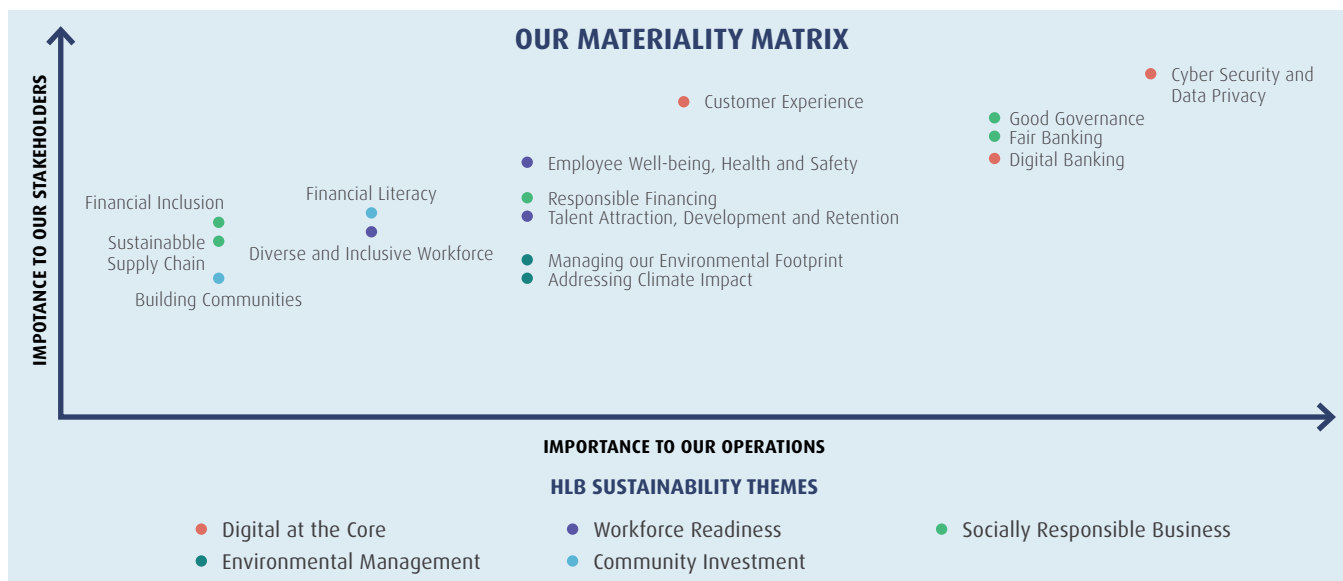 OUR MATERIALITY MATRIX
IMPOTANCE TO OUR STAKEHOLDERS
Cyber Security and
Data Privacy
Customer Experience
Good Governance
Fair Banking
Digital Banking
Employee Well-being, Health and Safety
Responsible Financing
Talent Attraction, Development and Retention
Financial Literacy
Diverse and Inclusive Workforce
Financial Inclusion
Sustainabble
Supply Chain
Building Communities
Managing our Environmental Footprint
Addressing Climate Impact
IMPORTANCE TO OUR OPERATIONS
HLB SUSTAINABILITY THEMES
Digital at the Core
Workforce Readiness
Socially Responsible Business
Environmental Management
Community Investment